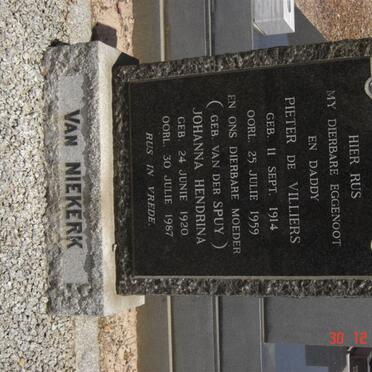 HIER RUS
MY DIERBARE EGGENOOT
EN DADDY
PIETER DE VILLIERS
GEB. 11 SEPT. 1914
OORL. 25 JULIE 1959
EN ONS DIERBARE MOEDER
JOHANNA HENDRINA
(GEB. VAN DER SPUY)
GEB. 24 JUNIE 1920
OORL. 30 JULIE 1987
RUS IN VREDE
VAN NIEKERK
30 12